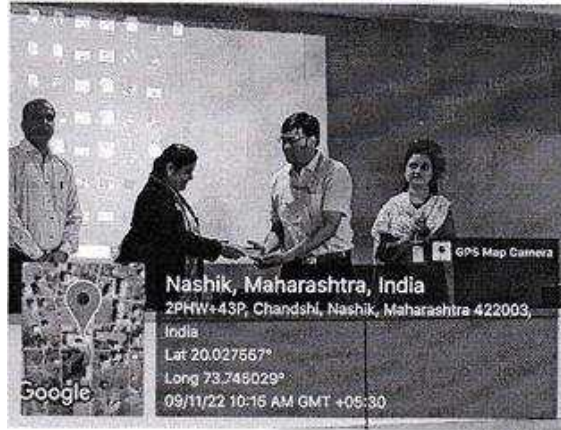 GPS Map Camera
Nashik, Maharashtra, India
2PHW+43P, Chandshi, Nashik, Maharashtra 422003,
India
Lat 20.027567°
Long 73.745029°
09/11/22 10:15 AM GMT +05:30
Google